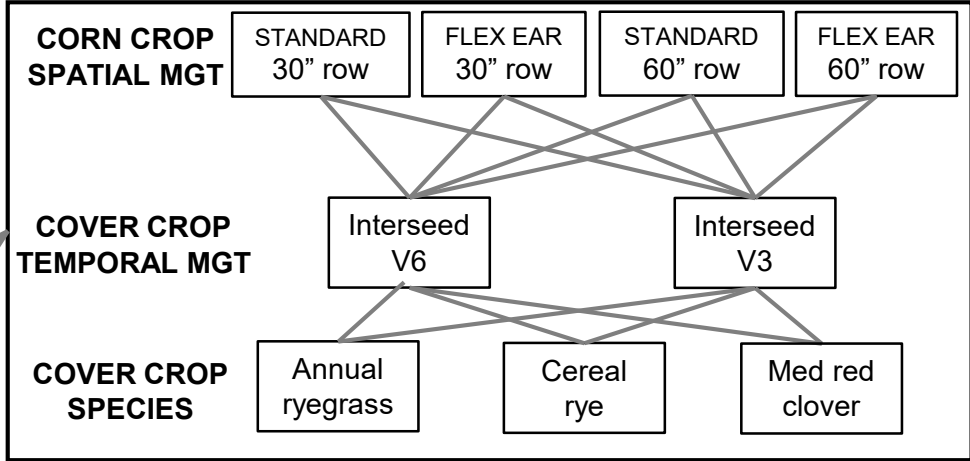 CORN CROP
SPATIAL MGT
STANDARD
30” row
FLEX EAR
30” row
STANDARD
60” row
FLEX EAR
60” row
COVER CROP
TEMPORAL MGT
Interseed
V6
Interseed
V3
COVER CROP
SPECIES
Annual
ryegrass
Cereal
rye
Med red
clover